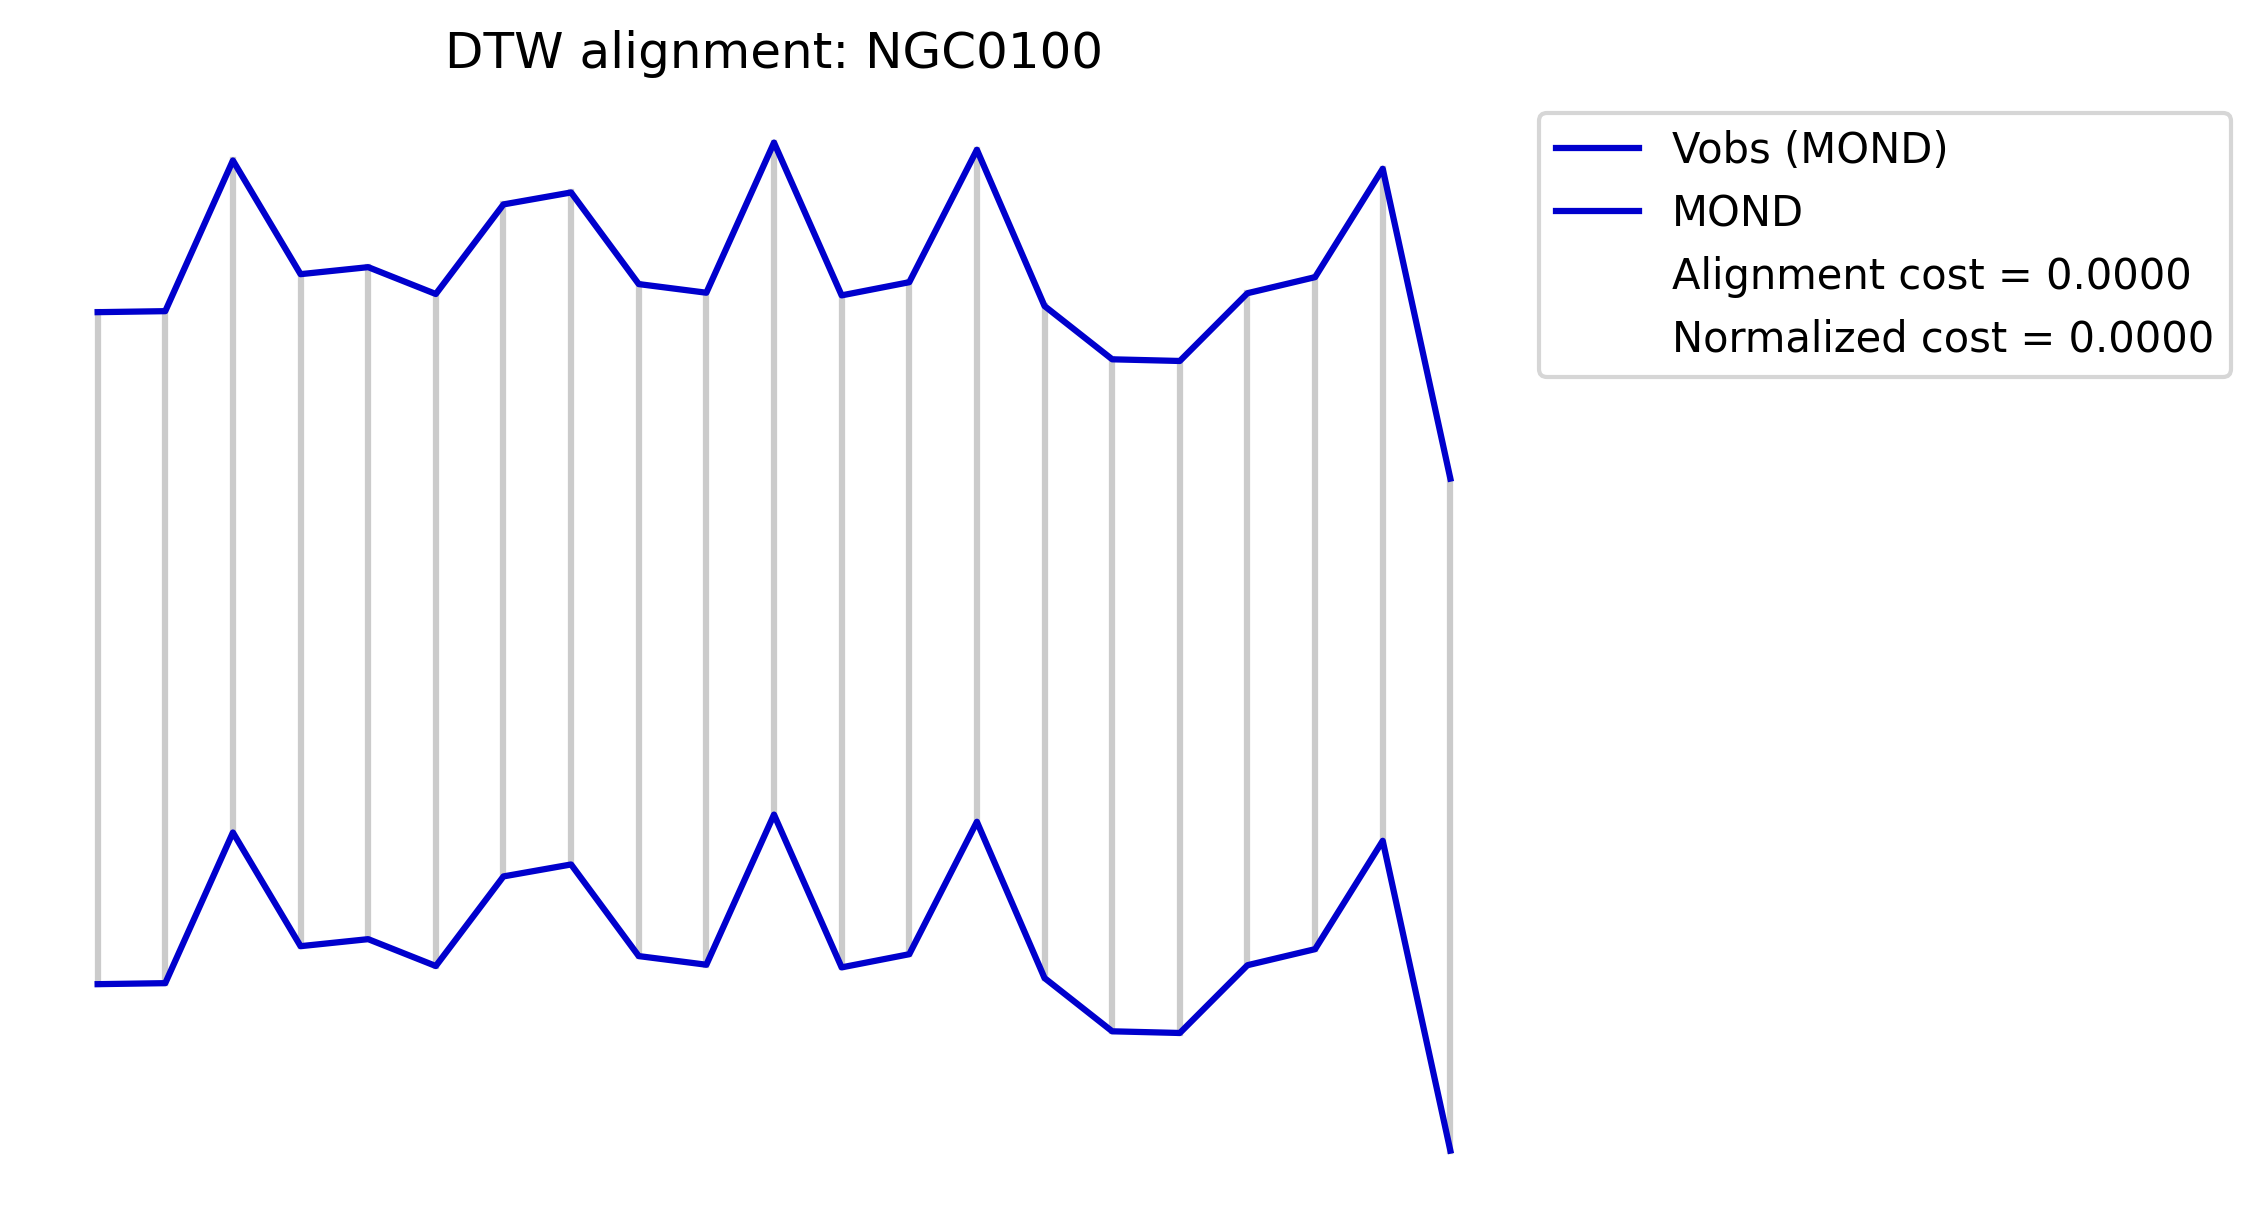 DTW alignment: NGC0100
Vobs (MOND)
MOND
Alignment cost = 0.0000
Normalized cost = 0.0000